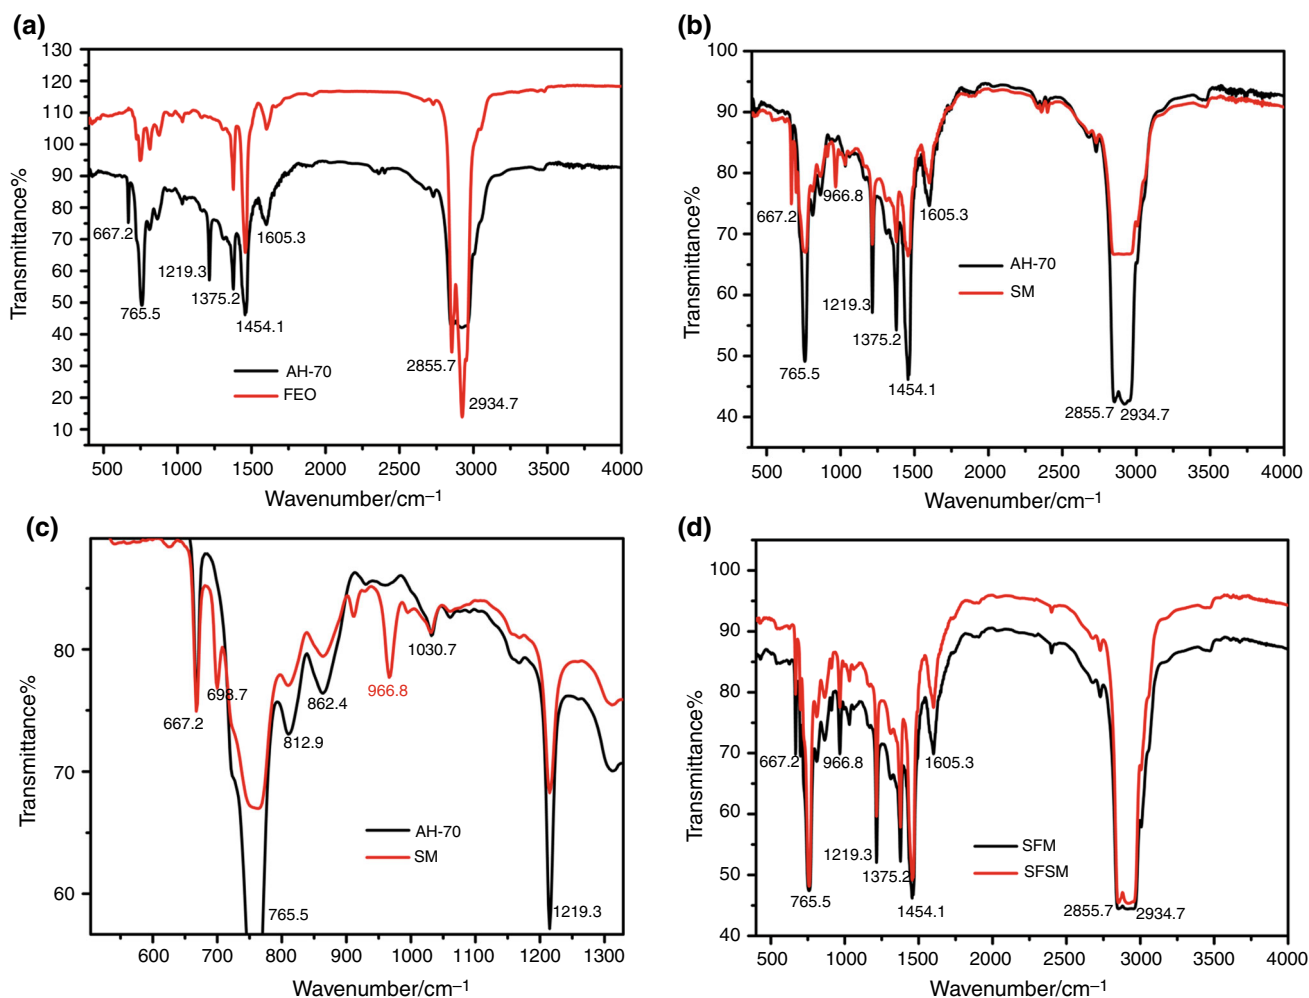 (a)
130
120
110
100
90
80
70
60
50
40
30
20
10
Transmittance%
667.2
765.5
1219.3
1375.2
1454.1
1605.3
2855.7
2934.7
AH-70
FEO
500 1000 1500 2000 2500 3000 3500 4000
Wavenumber/cm⁻¹
(b)
100
90
80
70
60
50
40
Transmittance%
667.2
966.8
1605.3
1219.3
1375.2
765.5
1454.1
2855.7 2934.7
AH-70
SM
500 1000 1500 2000 2500 3000 3500 4000
Wavenumber/cm⁻¹
(c)
80
70
60
Transmittance%
667.2
698.7
812.9
862.4
966.8
1030.7
765.5
1219.3
AH-70
SM
600 700 800 900 1000 1100 1200 1300
Wavenumber/cm⁻¹
(d)
100
90
80
70
60
50
40
Transmittance%
667.2
966.8
1605.3
1219.3
1375.2
765.5
1454.1
2855.7 2934.7
SFM
SFSM
500 1000 1500 2000 2500 3000 3500 4000
Wavenumber/cm⁻¹